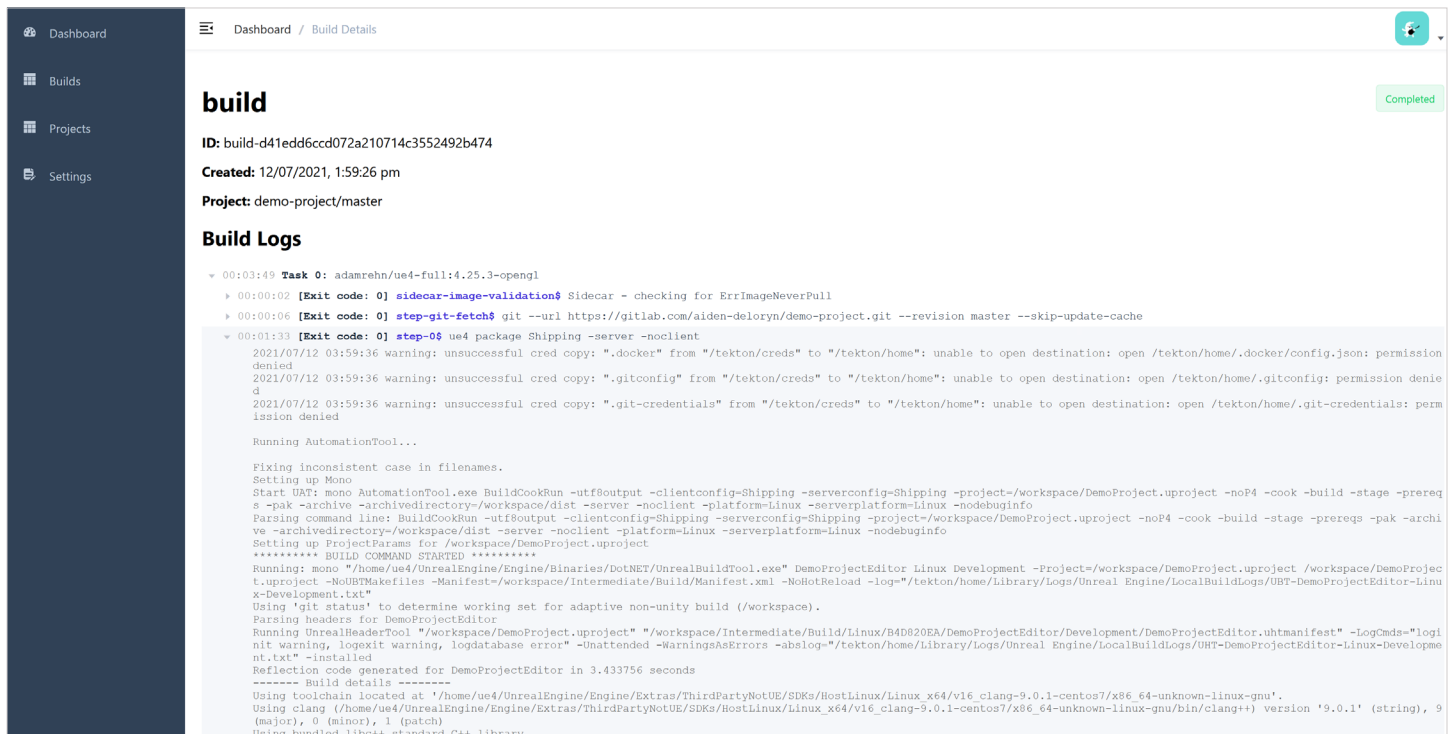 Dashboard
Builds
Projects
Settings
Dashboard / Build Details
build
Completed
ID: build-d41edd6ccd072a210714c3552492b474
Created: 12/07/2021, 1:59:26 pm
Project: demo-project/master
Build Logs
00:03:49 Task 0: adamrehn/ue4-full:4.25.3-opengl
00:00:02 [Exit code: 0] sidecar-image-validation$ Sidecar - checking for ErrImageNeverPull
00:00:06 [Exit code: 0] step-git-fetch$ git --url https://gitlab.com/aiden-deloryn/demo-project.git --revision master --skip-update-cache
00:01:33 [Exit code: 0] step-0$ ue4 package Shipping -server -noclient
2021/07/12 03:59:36 warning: unsuccessful cred copy: ".docker" from "/tekton/creds" to "/tekton/home": unable to open destination: open /tekton/home/.docker/config.json: permission
denied
2021/07/12 03:59:36 warning: unsuccessful cred copy: ".gitconfig" from "/tekton/creds" to "/tekton/home": unable to open destination: open /tekton/home/.gitconfig: permission denie
d
2021/07/12 03:59:36 warning: unsuccessful cred copy: ".git-credentials" from "/tekton/creds" to "/tekton/home": unable to open destination: open /tekton/home/.git-credentials: perm
ission denied
Running AutomationTool...
Fixing inconsistent case in filenames.
Setting up Mono
Start UAT: mono AutomationTool.exe BuildCookRun -utf8output -clientconfig=Shipping -serverconfig=Shipping -project=/workspace/DemoProject.uproject -noP4 -cook -build -stage -prereq
s -pak -archive -archivedirectory=/workspace/dist -server -noclient -platform=Linux -serverplatform=Linux -nodebuginfo
Parsing command line: BuildCookRun -utf8output -clientconfig=Shipping -serverconfig=Shipping -project=/workspace/DemoProject.uproject -noP4 -cook -build -stage -prereqs -pak -archi
ve -archivedirectory=/workspace/dist -server -noclient -platform=Linux -serverplatform=Linux -nodebuginfo
Setting up ProjectParams for /workspace/DemoProject.uproject
********** BUILD COMMAND STARTED **********
Running: mono "/home/ue4/UnrealEngine/Engine/Binaries/DotNET/UnrealBuildTool.exe" DemoProjectEditor Linux Development -Project=/workspace/DemoProject.uproject /workspace/DemoProjec
t.uproject -NoUBTMakefiles -Manifest=/workspace/Intermediate/Build/Manifest.xml -NoHotReload -log="/tekton/home/Library/Logs/Unreal Engine/LocalBuildLogs/UBT-DemoProjectEditor-Linu
x-Development.txt"
Using 'git status' to determine working set for adaptive non-unity build (/workspace).
Parsing headers for DemoProjectEditor
Running UnrealHeaderTool "/workspace/DemoProject.uproject" "/workspace/Intermediate/Build/Linux/B4D820EA/DemoProjectEditor/Development/DemoProjectEditor.uhtmanifest" -LogCmds="logi
nit warning, logexit warning, logdatabase error" -Unattended -WarningsAsErrors -abslog="/tekton/home/Library/Logs/Unreal Engine/LocalBuildLogs/UHT-DemoProjectEditor-Linux-Developme
nt.txt" -installed
Reflection code generated for DemoProjectEditor in 3.433756 seconds
------- Build details --------
Using toolchain located at '/home/ue4/UnrealEngine/Engine/Extras/ThirdPartyNotUE/SDKs/HostLinux/Linux_x64/v16_clang-9.0.1-centos7/x86_64-unknown-linux-gnu'.
Using clang (/home/ue4/UnrealEngine/Engine/Extras/ThirdPartyNotUE/SDKs/HostLinux/Linux_x64/v16_clang-9.0.1-centos7/x86_64-unknown-linux-gnu/bin/clang++) version '9.0.1' (string), 9
(major), 0 (minor), 1 (patch)
Using bundled libc++ standard C++ library.